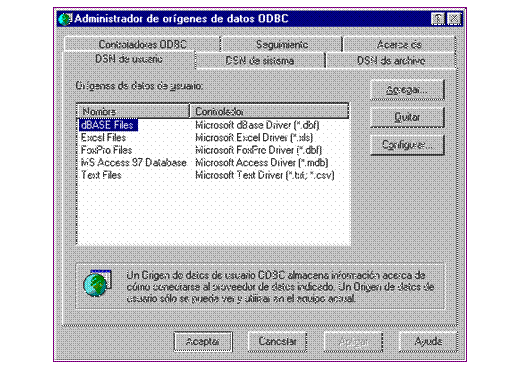 Administrador de orígenes de datos ODBC
Controladores ODBC Seguimiento Acerca de
DSN de usuario DSN de sistema DSN de archivo
Orígenes de datos de usuario:
Agregar...
Nombre Controlador
dBASE Files Microsoft dBase Driver (*.dbf)
Quitar
Excel Files Microsoft Excel Driver (*.xls)
FoxPro Files Microsoft FoxPro Driver (*.dbf)
Configurar...
MS Access 97 Database Microsoft Access Driver (*.mdb)
Text Files Microsoft Text Driver (*.txt; *.csv)
Un Origen de datos de usuario ODBC almacena información acerca de
cómo conectarse al proveedor de datos indicado. Un Origen de datos de
usuario sólo se puede ver y utilizar en el equipo actual.
Aceptar Cancelar Aplicar Ayuda